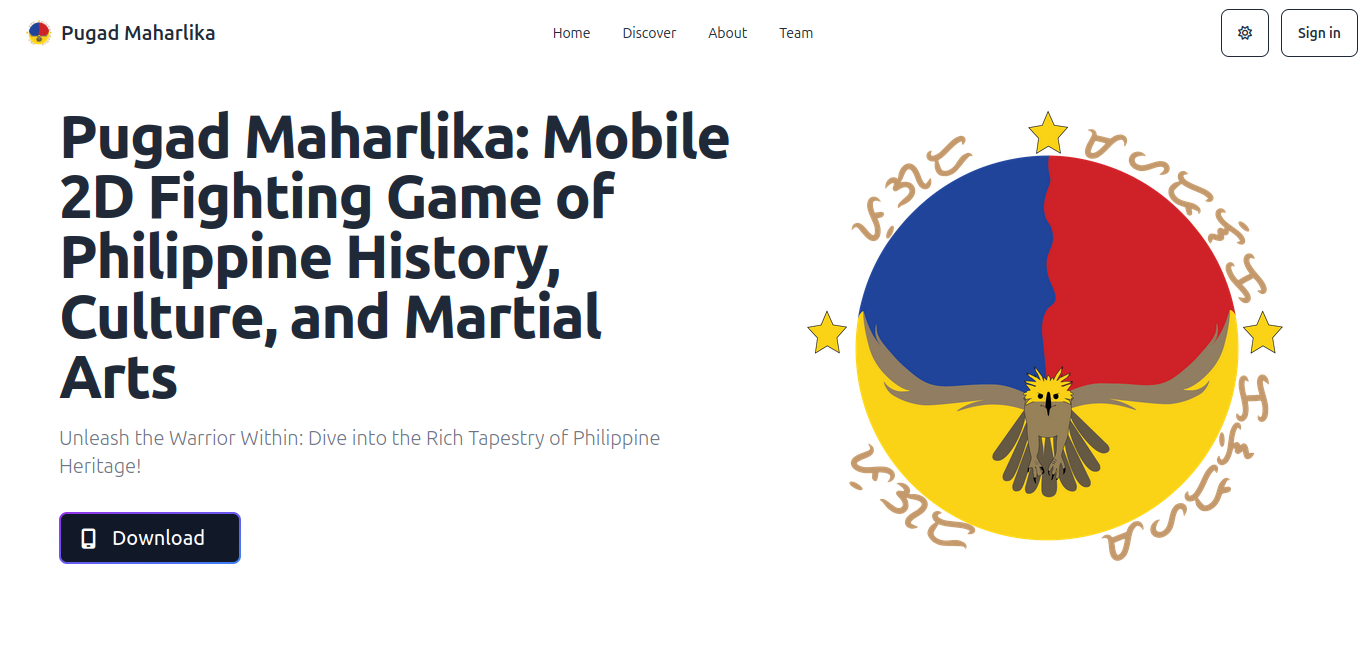 Pugad Maharlika
Home
Discover
About
Team
Sign in
Pugad Maharlika: Mobile
2D Fighting Game of
Philippine History,
Culture, and Martial
Arts
Unleash the Warrior Within: Dive into the Rich Tapestry of Philippine
Heritage!
Download